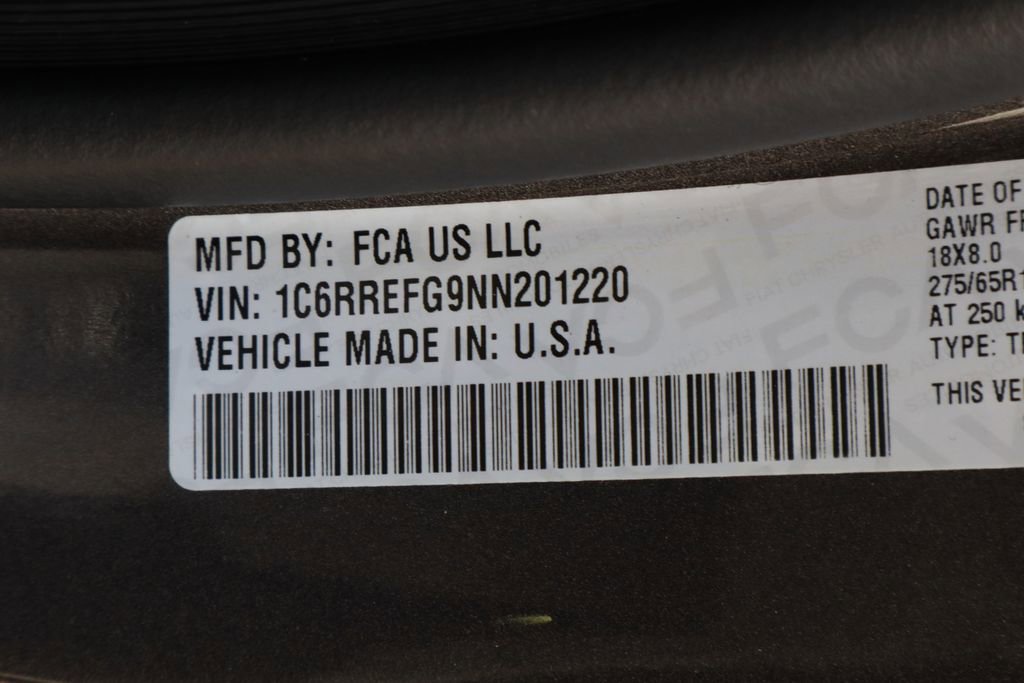 MFD BY: FCA US LLC
VIN: 1C6RREFG9NN201220
VEHICLE MADE IN: U.S.A.
DATE OF
GAWR
18X8.0
275/65R1
AT 250
TYPE:
THIS